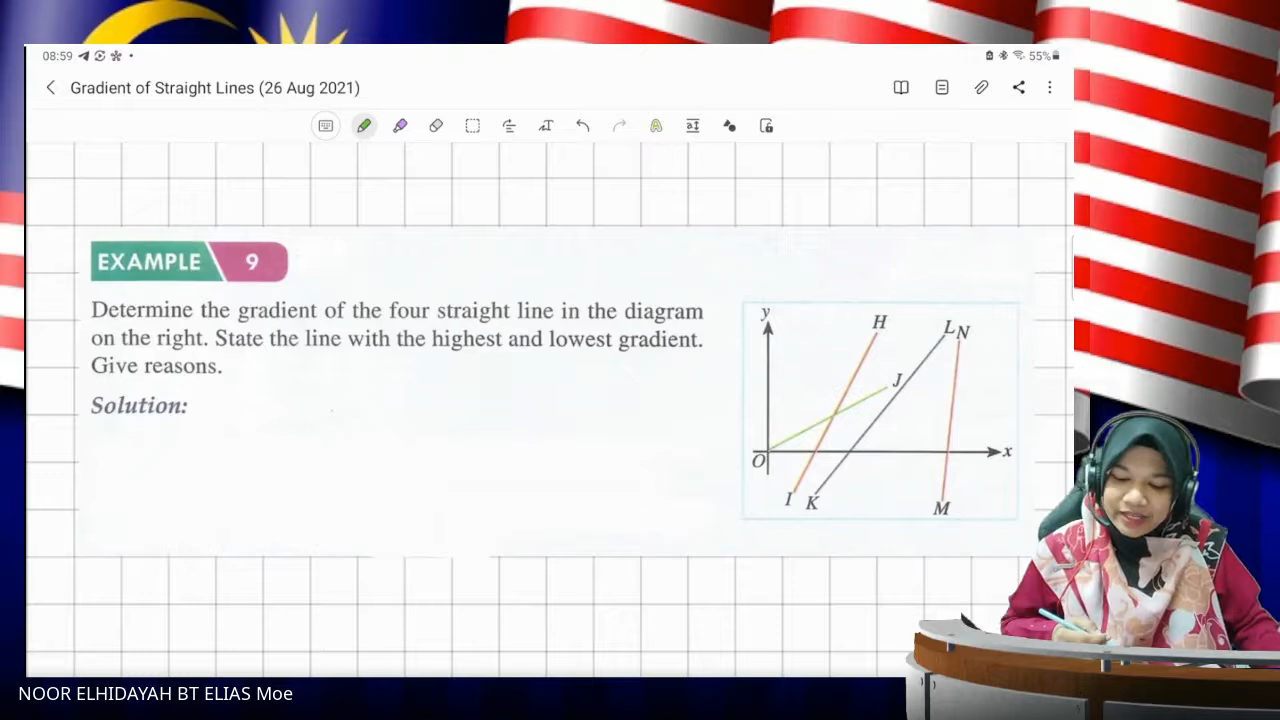 08:59
55%
Gradient of Straight Lines (26 Aug 2021)
EXAMPLE 9
Determine the gradient of the four straight line in the diagram
on the right. State the line with the highest and lowest gradient.
Give reasons.
Solution:
y
H
L N
J
O
x
I K
M
NOOR ELHIDAYAH BT ELIAS Moe